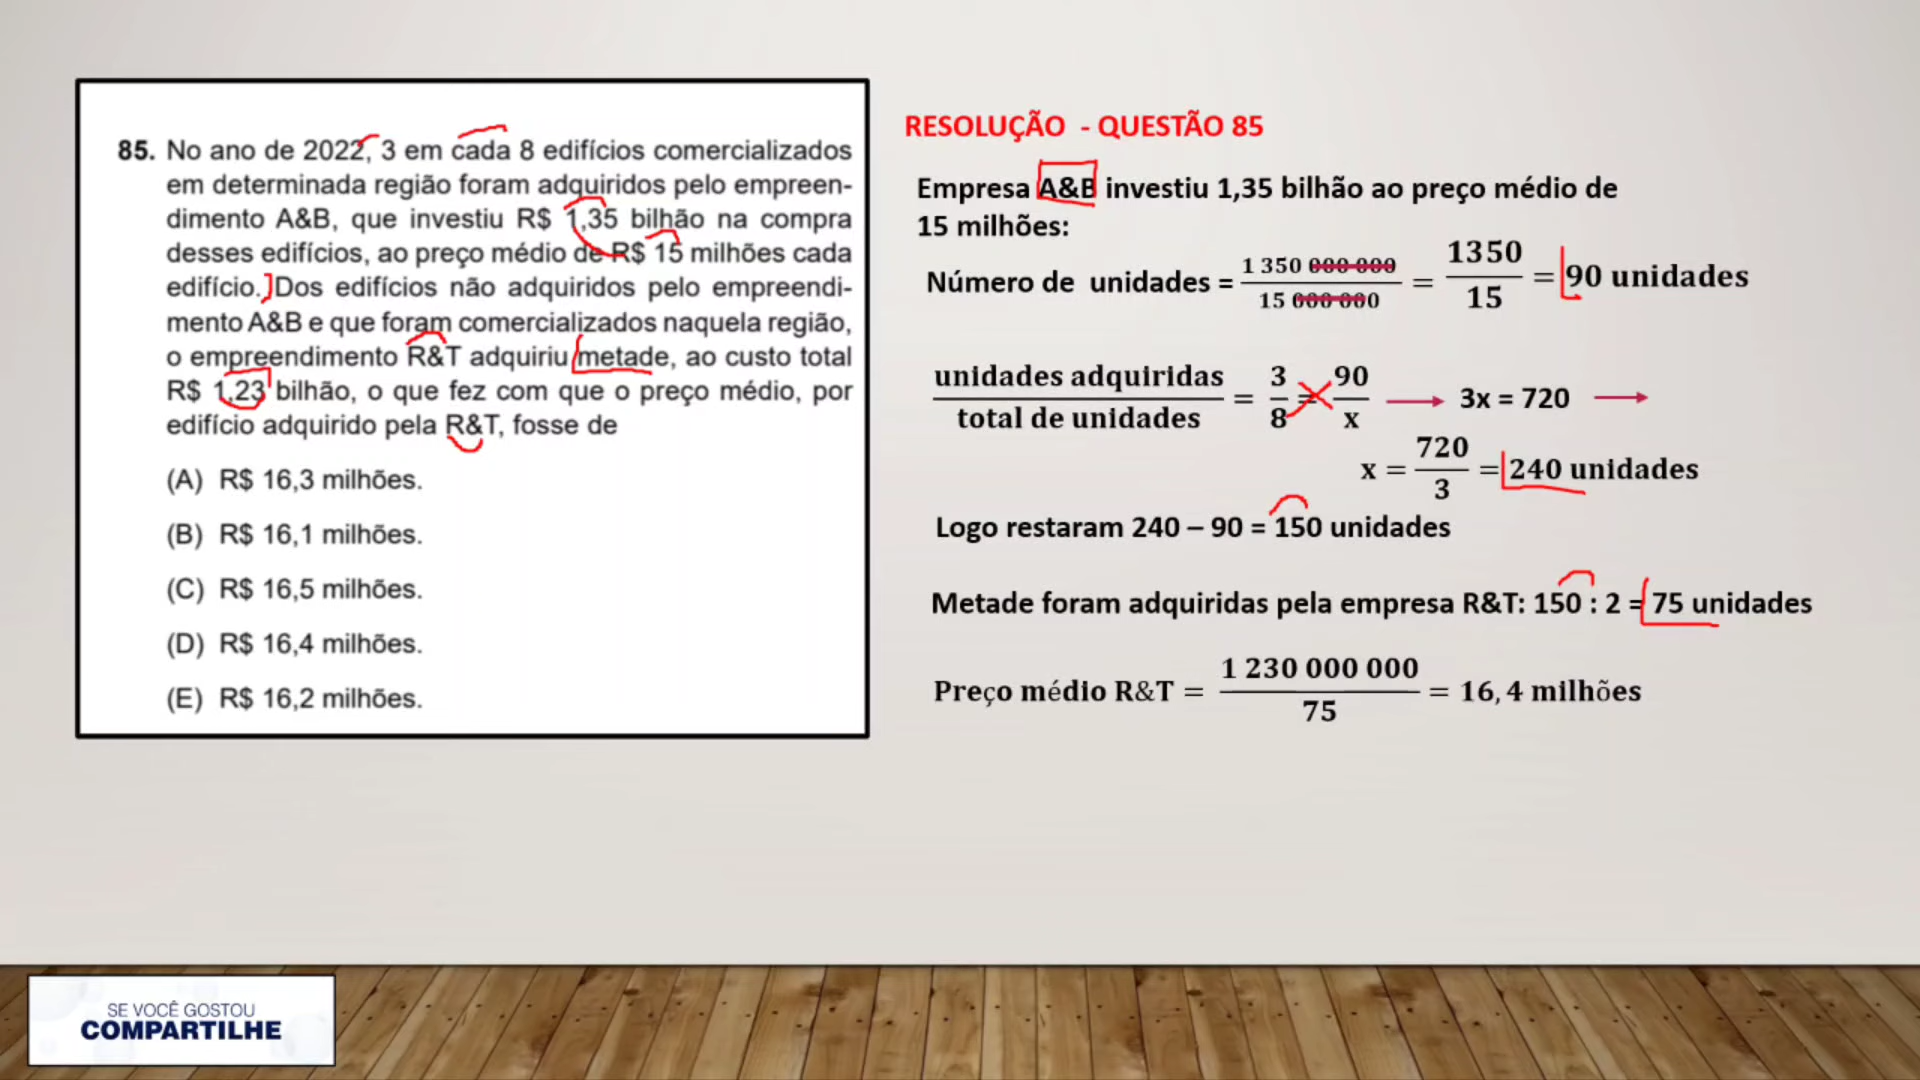 85. No ano de 2022, 3 em cada 8 edifícios comercializados
em determinada região foram adquiridos pelo empreen-
dimento A&B, que investiu R$ 1,35 bilhão na compra
desses edifícios, ao preço médio de R$ 15 milhões cada
edifício. Dos edifícios não adquiridos pelo empreendi-
mento A&B e que foram comercializados naquela região,
o empreendimento R&T adquiriu metade, ao custo total
R$ 1,23 bilhão, o que fez com que o preço médio, por
edifício adquirido pela R&T, fosse de
(A) R$ 16,3 milhões.
(B) R$ 16,1 milhões.
(C) R$ 16,5 milhões.
(D) R$ 16,4 milhões.
(E) R$ 16,2 milhões.
RESOLUÇÃO - QUESTÃO 85
Empresa A&B investiu 1,35 bilhão ao preço médio de
15 milhões:
Número de unidades = 1 350 000 000 / 15 000 000 = 1350 / 15 = 90 unidades
unidades adquiridas / total de unidades = 3 / 8 = 90 / x → 3x = 720 →
x = 720 / 3 = 240 unidades
Logo restaram 240 – 90 = 150 unidades
Metade foram adquiridas pela empresa R&T: 150 : 2 = 75 unidades
Preço médio R&T = 1 230 000 000 / 75 = 16, 4 milhões
SE VOCÊ GOSTOU
COMPARTILHE